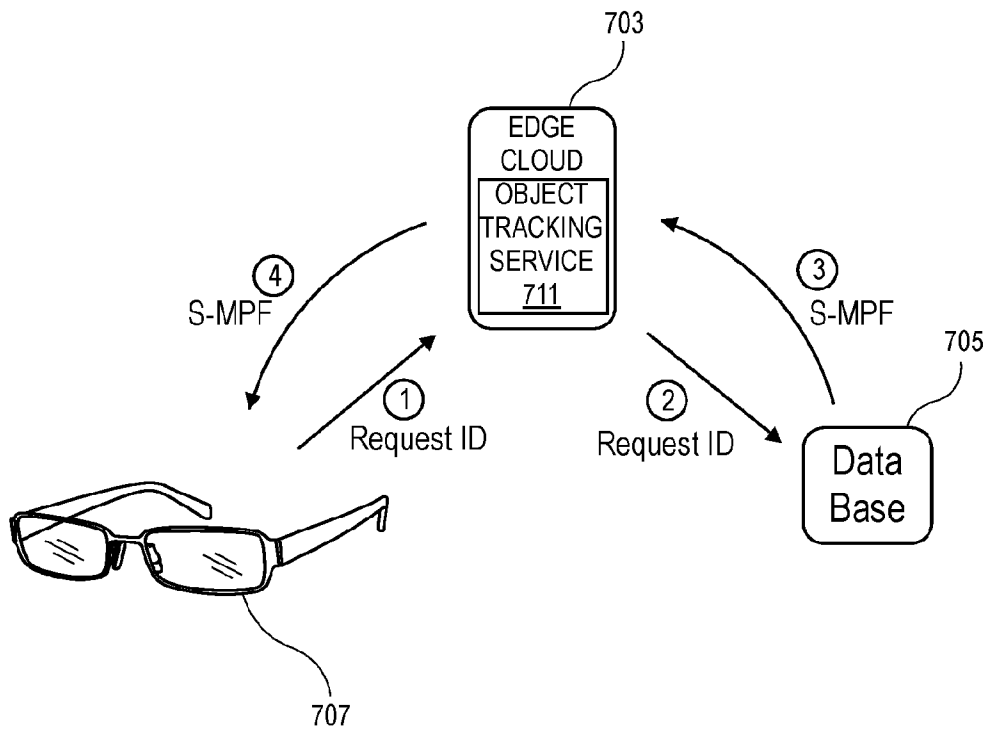 703
EDGE
CLOUD
OBJECT
TRACKING
SERVICE
711
4
S-MPF
3
S-MPF
1
Request ID
2
Request ID
705
Data
Base
707